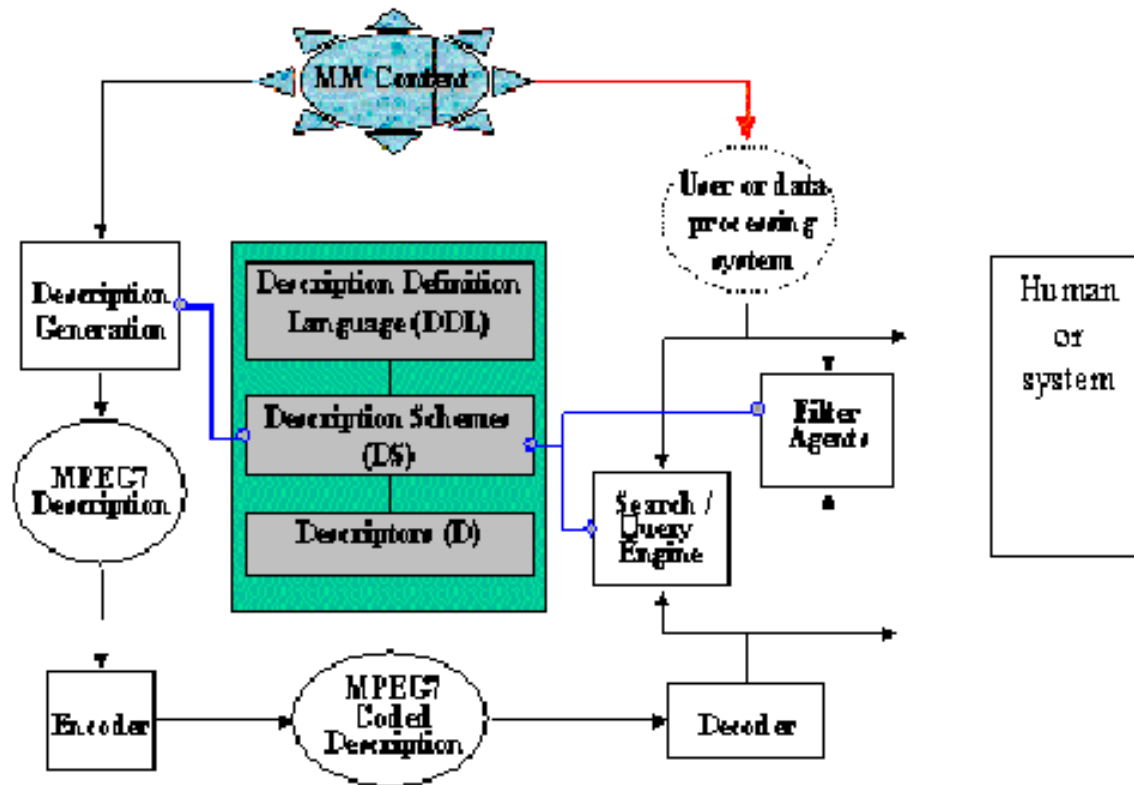 MM Content
User or data
processing
system
Description
Generation
Description Definition
Language (DDL)
Human
or
system
Description Schemes
(DS)
Filter
Agents
MPEG7
Description
Search /
Query
Engine
Descriptors (D)
Encoder
MPEG7
Coded
Description
Decoder